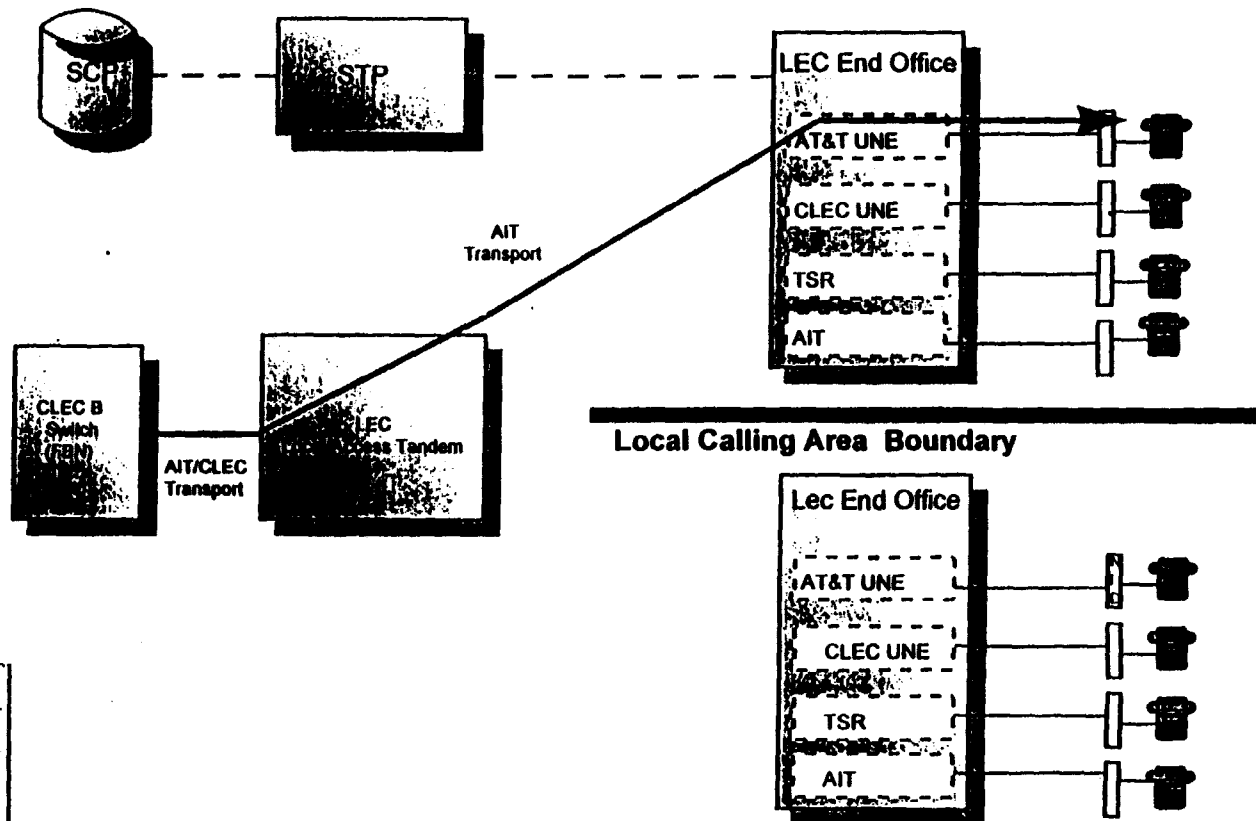 SCP
STP
LEC End Office
AT&T UNE
CLEC UNE
TSR
AIT
AIT
Transport
CLEC B
Switch
(FBN)
AIT/CLEC
Transport
LEC
Tandem
Local Calling Area Boundary
Lec End Office
AT&T UNE
CLEC UNE
TSR
AIT